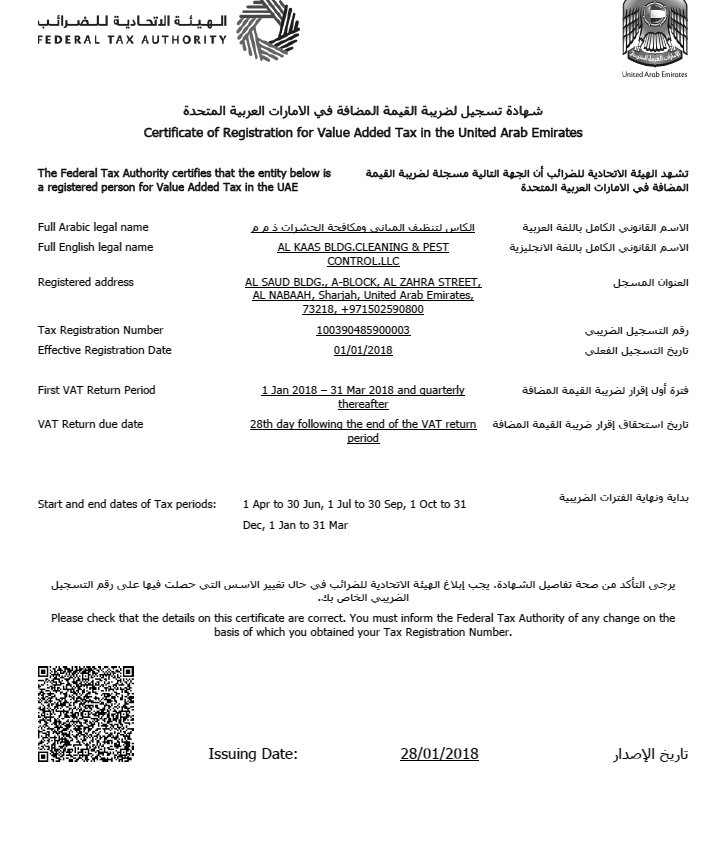 الهيئة الاتحادية للضرائب
FEDERAL TAX AUTHORITY
United Arab Emirates
شهادة تسجيل لضريبة القيمة المضافة في الامارات العربية المتحدة
Certificate of Registration for Value Added Tax in the United Arab Emirates
The Federal Tax Authority certifies that the entity below is
a registered person for Value Added Tax in the UAE
تشهد الهيئة الاتحادية للضرائب أن الجهة التالية مسجلة لضريبة القيمة
المضافة في الامارات العربية المتحدة
Full Arabic legal name الكاس لتنظيف المباني ومكافحة الحشرات ذ م م الاسم القانوني الكامل باللغة العربية
Full English legal name AL KAAS BLDG.CLEANING & PEST الاسم القانوني الكامل باللغة الانجليزية
CONTROL.LLC
Registered address AL SAUD BLDG., A-BLOCK, AL ZAHRA STREET, العنوان المسجل
AL NABAAH, Sharjah, United Arab Emirates,
73218, +971502590800
Tax Registration Number 100390485900003 رقم التسجيل الضريبي
Effective Registration Date 01/01/2018 تاريخ التسجيل الفعلي
First VAT Return Period 1 Jan 2018 – 31 Mar 2018 and quarterly فترة أول إقرار لضريبة القيمة المضافة
thereafter
VAT Return due date 28th day following the end of the VAT return تاريخ استحقاق إقرار ضريبة القيمة المضافة
period
Start and end dates of Tax periods: 1 Apr to 30 Jun, 1 Jul to 30 Sep, 1 Oct to 31 بداية ونهاية الفترات الضريبية
Dec, 1 Jan to 31 Mar
يرجى التأكد من صحة تفاصيل الشهادة. يجب إبلاغ الهيئة الاتحادية للضرائب في حال تغيير الاسس التي حصلت فيها على رقم التسجيل
الضريبي الخاص بك.
Please check that the details on this certificate are correct. You must inform the Federal Tax Authority of any change on the
basis of which you obtained your Tax Registration Number.
Issuing Date: 28/01/2018 تاريخ الإصدار